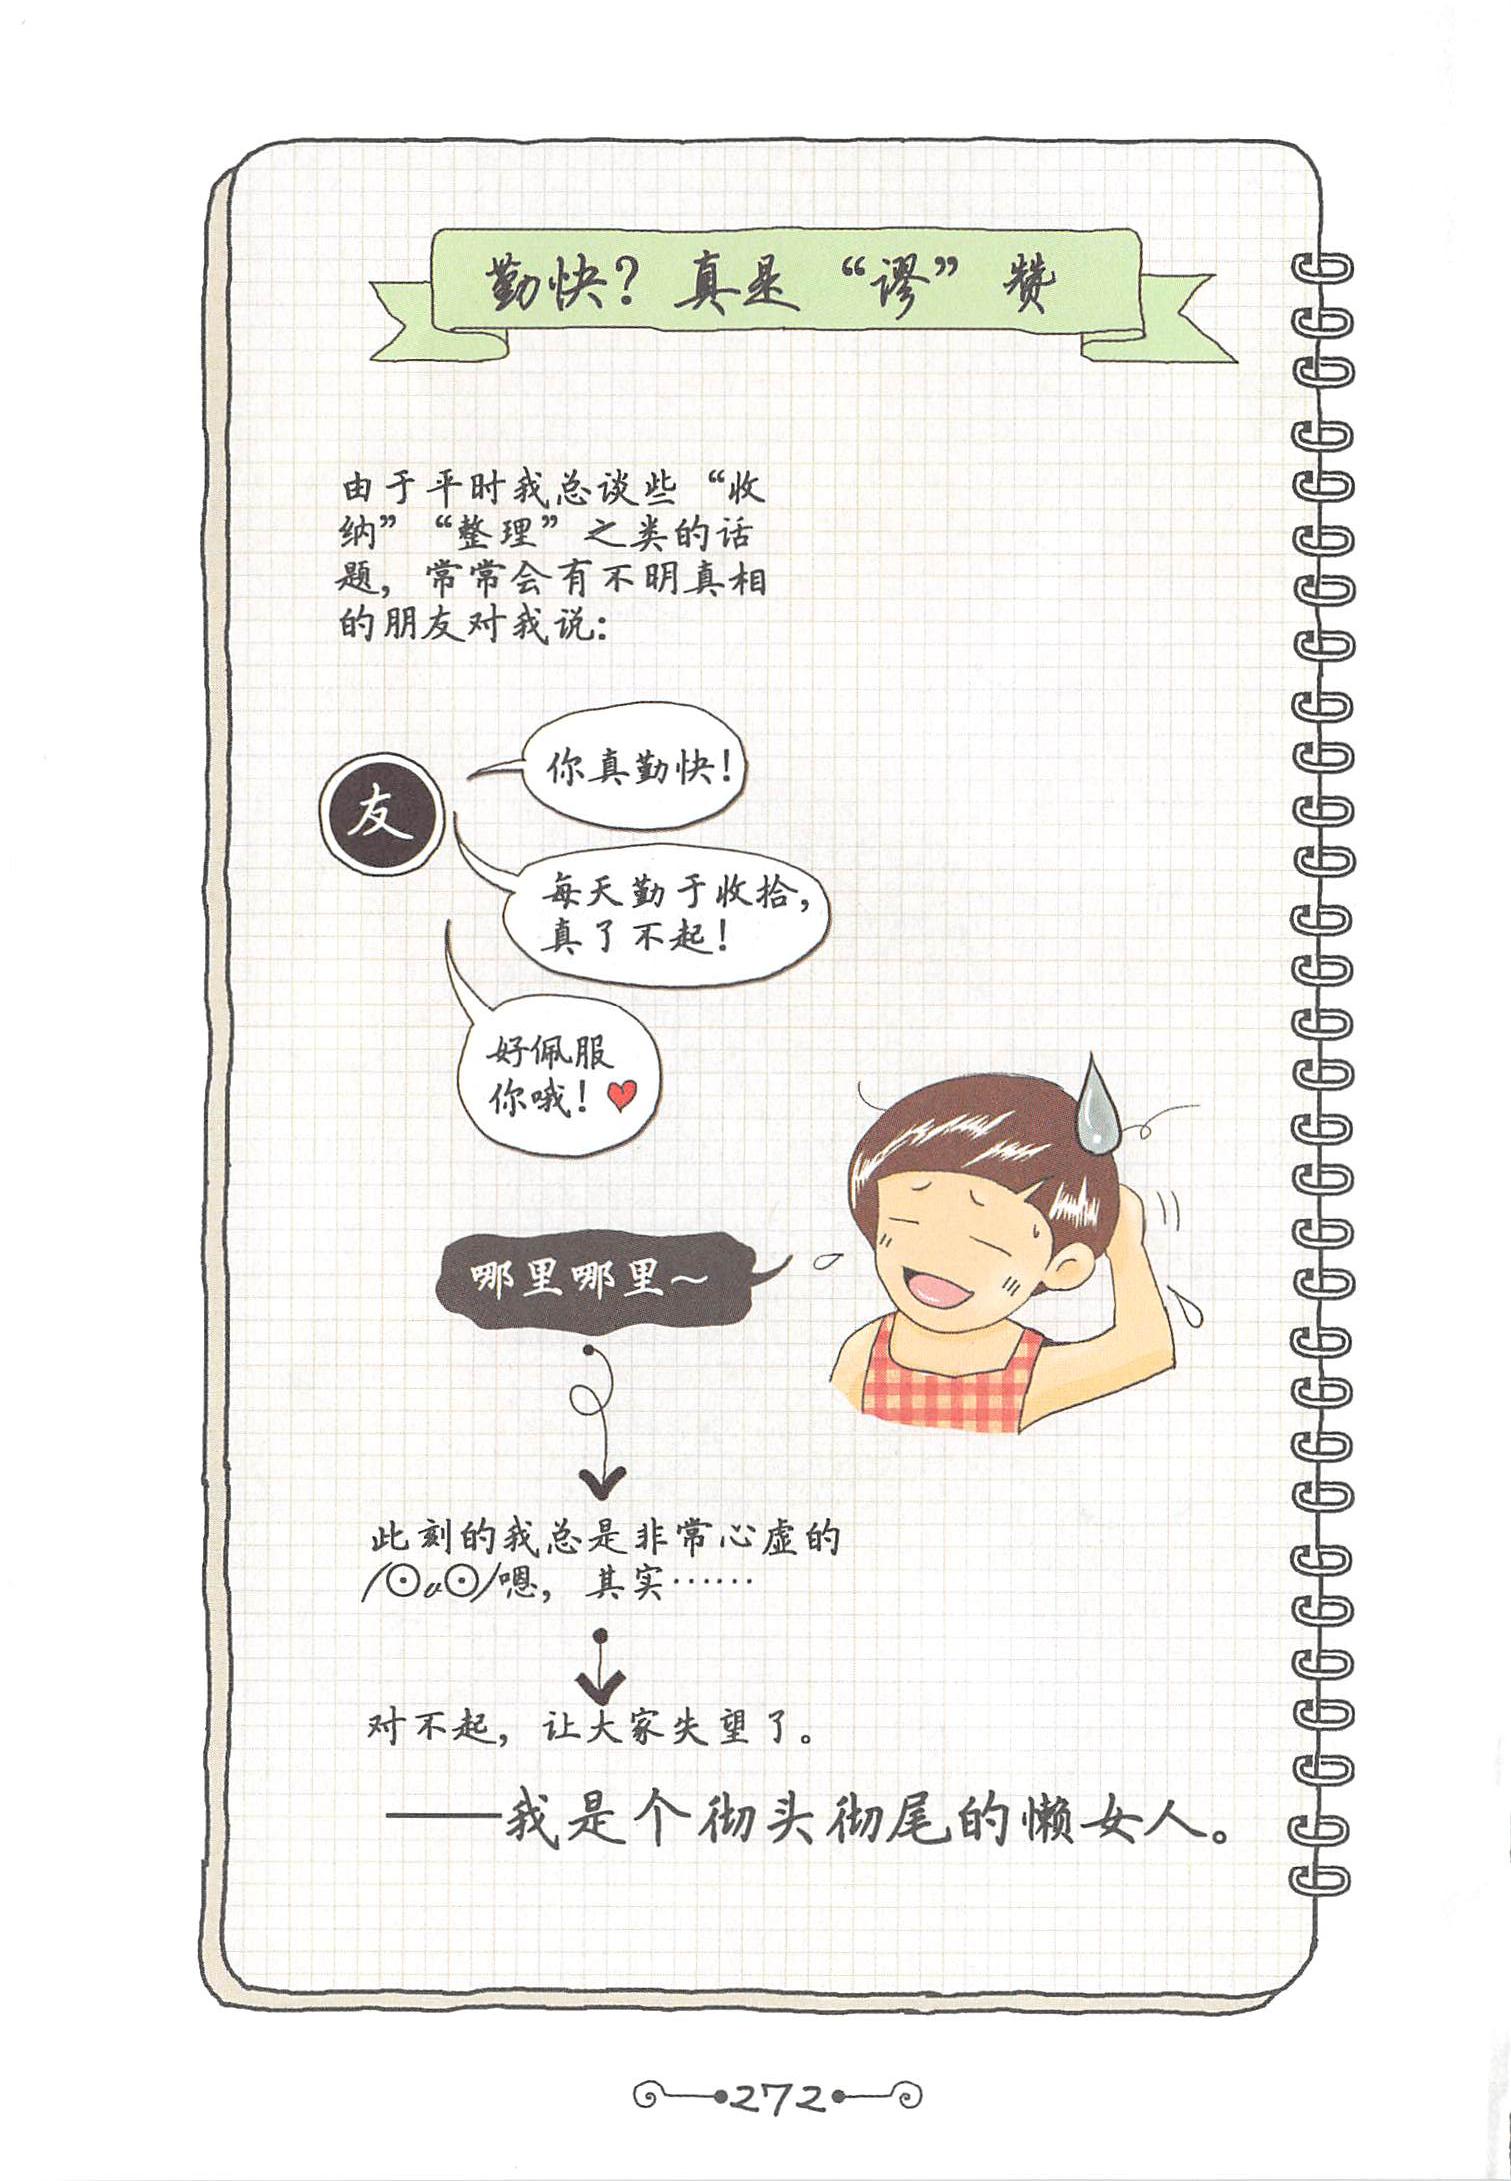 勤快？真是“谬”赞
由于平时我总谈些“收
纳”“整理”之类的话
题，常常会有不明真相
的朋友对我说：
友
你真勤快！
每天勤于收拾，
真了不起！
好佩服
你哦！
哪里哪里～
此刻的我总是非常心虚的
嗯，其实……
对不起，让大家失望了。
——我是个彻头彻尾的懒女人。
272